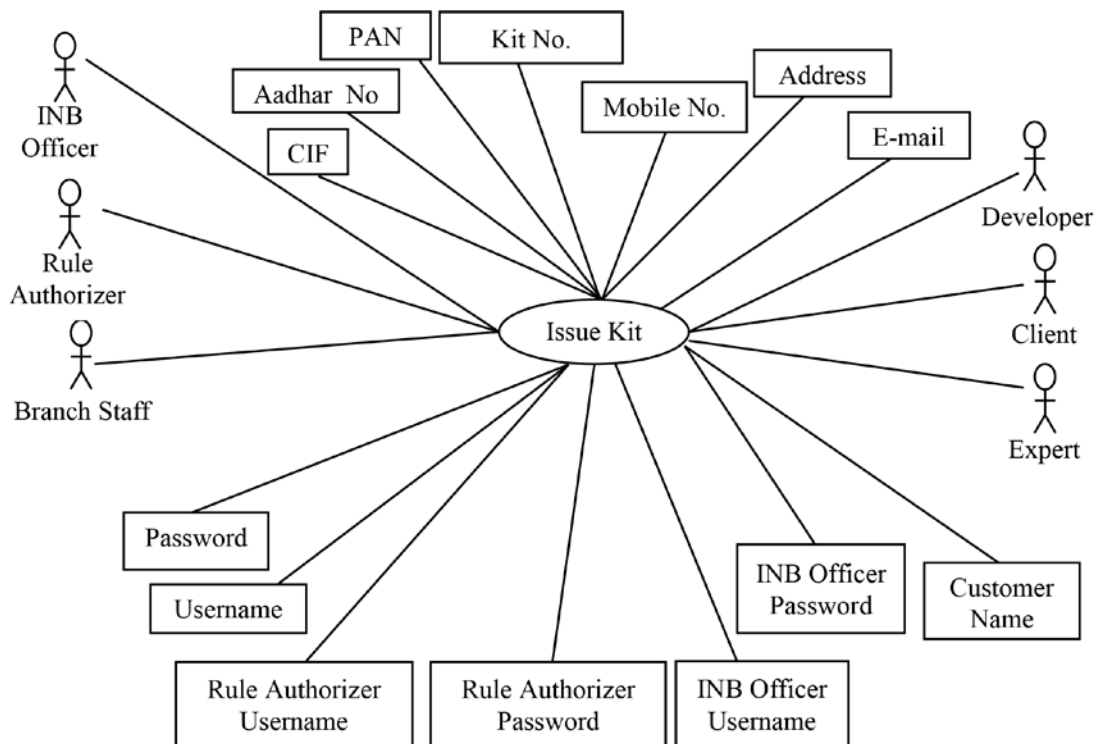 PAN
Kit No.
Aadhar No
Mobile No.
Address
CIF
E-mail
INB
Officer
Developer
Rule
Authorizer
Issue Kit
Client
Branch Staff
Expert
Password
Username
INB Officer
Password
Customer
Name
Rule Authorizer
Username
Rule Authorizer
Password
INB Officer
Username